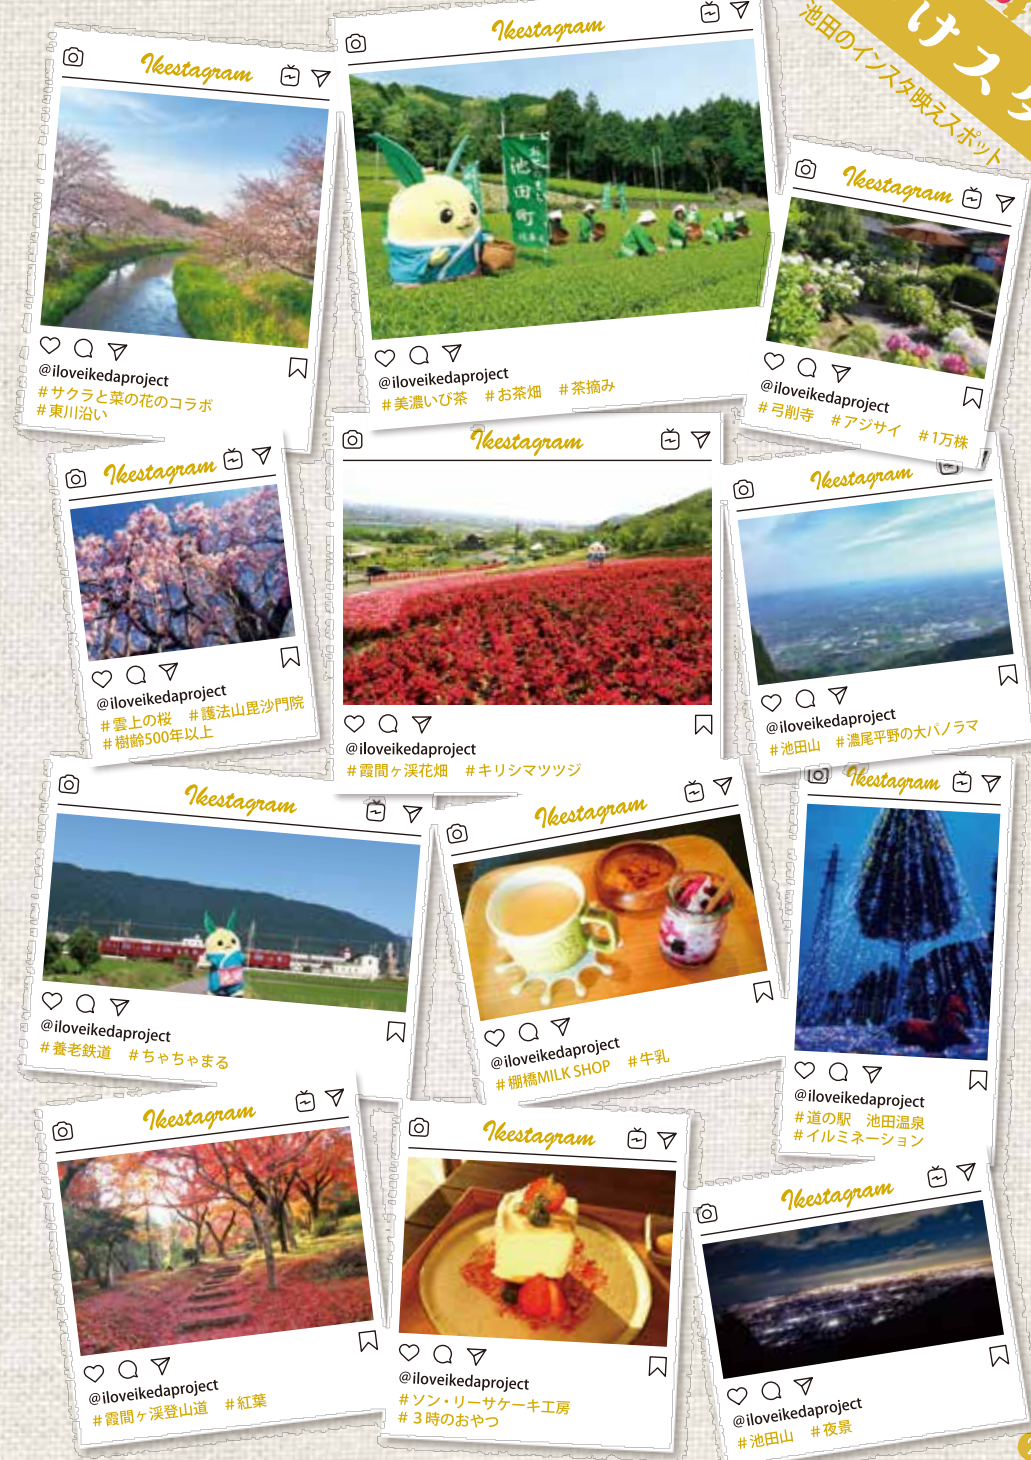 けスタ
池田のインスタ映えスポット
Ikestagram
@iloveikedaproject
#サクラと菜の花のコラボ
#東川沿い
Ikestagram
池田町
@iloveikedaproject
#美濃いび茶 #お茶畑 #茶摘み
Ikestagram
@iloveikedaproject
#弓削寺 #アジサイ #1万株
Ikestagram
@iloveikedaproject
#雲上の桜 #護法山毘沙門院
#樹齢500年以上
Ikestagram
@iloveikedaproject
#霞間ヶ渓花畑 #キリシマツツジ
Ikestagram
@iloveikedaproject
#池田山 #濃尾平野の大パノラマ
Ikestagram
@iloveikedaproject
#養老鉄道 #ちゃちゃまる
Ikestagram
@iloveikedaproject
#棚橋MILK SHOP #牛乳
Ikestagram
@iloveikedaproject
#道の駅 池田温泉
#イルミネーション
Ikestagram
@iloveikedaproject
#霞間ヶ渓登山道 #紅葉
Ikestagram
@iloveikedaproject
#ソン・リーサケーキ工房
#３時のおやつ
Ikestagram
@iloveikedaproject
#池田山 #夜景